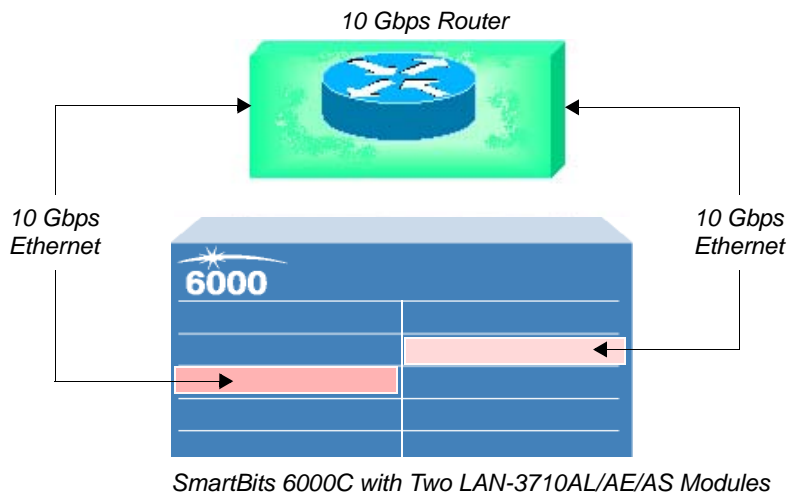 10 Gbps Router
10 Gbps
Ethernet
10 Gbps
Ethernet
6000
SmartBits 6000C with Two LAN-3710AL/AE/AS Modules